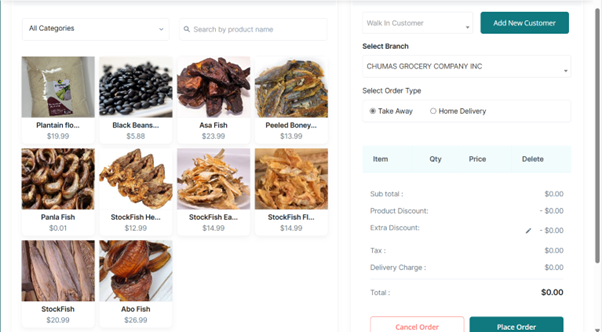 All Categories
Search by product name
Plantain flo...
$19.99
Black Beans...
$5.88
Asa Fish
$23.99
Peeled Boney...
$13.99
Panla Fish
$0.01
StockFish He...
$12.99
StockFish Ea...
$14.99
StockFish Fl...
$14.99
StockFish
$20.99
Abo Fish
$26.99
Walk In Customer
Add New Customer
Select Branch
CHUMAS GROCERY COMPANY INC
Select Order Type
Take Away Home Delivery
Item Qty Price Delete
Sub total : $0.00
Product Discount: - $0.00
Extra Discount: - $0.00
Tax : $0.00
Delivery Charge : $0.00
Total : $0.00
Cancel Order Place Order